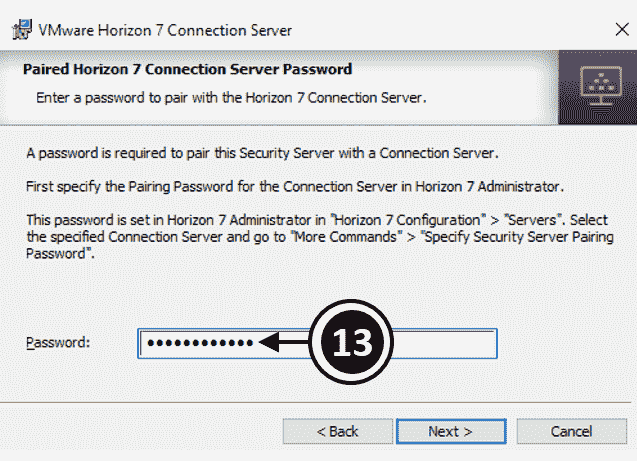 VMware Horizon 7 Connection Server
Paired Horizon 7 Connection Server Password
Enter a password to pair with the Horizon 7 Connection Server.
A password is required to pair this Security Server with a Connection Server.
First specify the Pairing Password for the Connection Server in Horizon 7 Administrator.
This password is set in Horizon 7 Administrator in "Horizon 7 Configuration" > "Servers". Select
the specified Connection Server and go to "More Commands" > "Specify Security Server Pairing
Password".
Password: ●●●●●●●●●●●● 13
< Back Next > Cancel